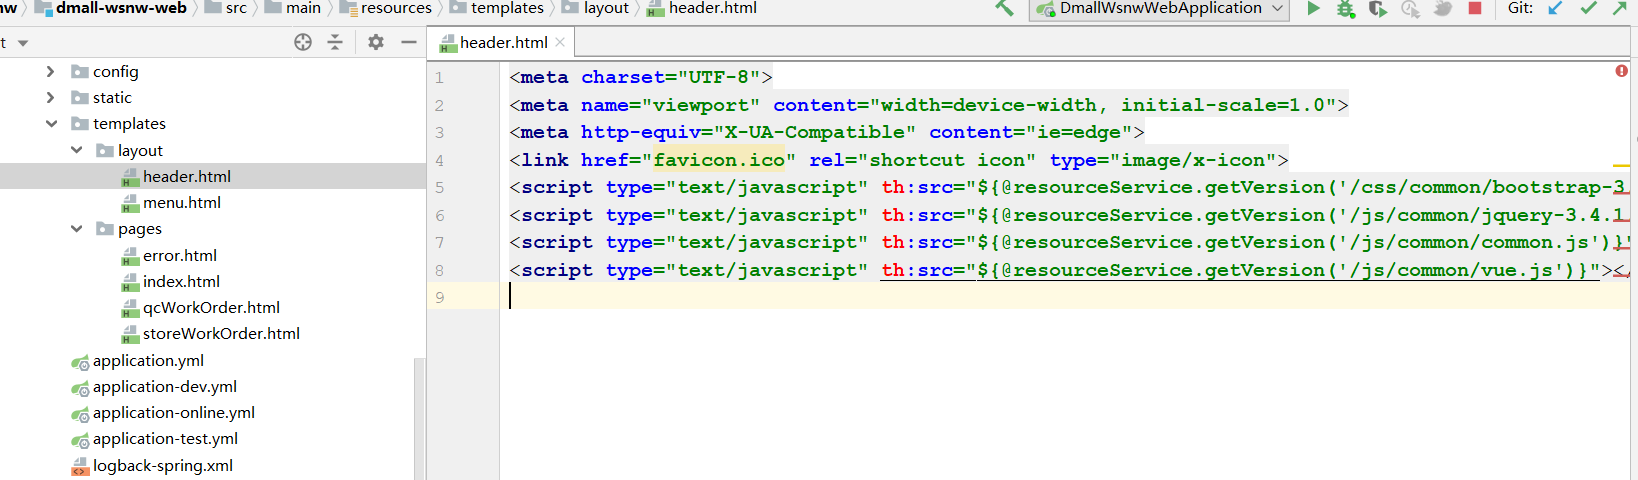 dmall-wsnw-web src main resources templates layout header.html DmallWsnwWebApplication Git:
header.html
config
static
templates
layout
header.html
menu.html
pages
error.html
index.html
qcWorkOrder.html
storeWorkOrder.html
application.yml
application-dev.yml
application-online.yml
application-test.yml
logback-spring.xml
1 <meta charset="UTF-8">
2 <meta name="viewport" content="width=device-width, initial-scale=1.0">
3 <meta http-equiv="X-UA-Compatible" content="ie=edge">
4 <link href="favicon.ico" rel="shortcut icon" type="image/x-icon">
5 <script type="text/javascript" th:src="${@resourceService.getVersion('/css/common/bootstrap-3.
6 <script type="text/javascript" th:src="${@resourceService.getVersion('/js/common/jquery-3.4.1.
7 <script type="text/javascript" th:src="${@resourceService.getVersion('/js/common/common.js')}"
8 <script type="text/javascript" th:src="${@resourceService.getVersion('/js/common/vue.js')}"></
9